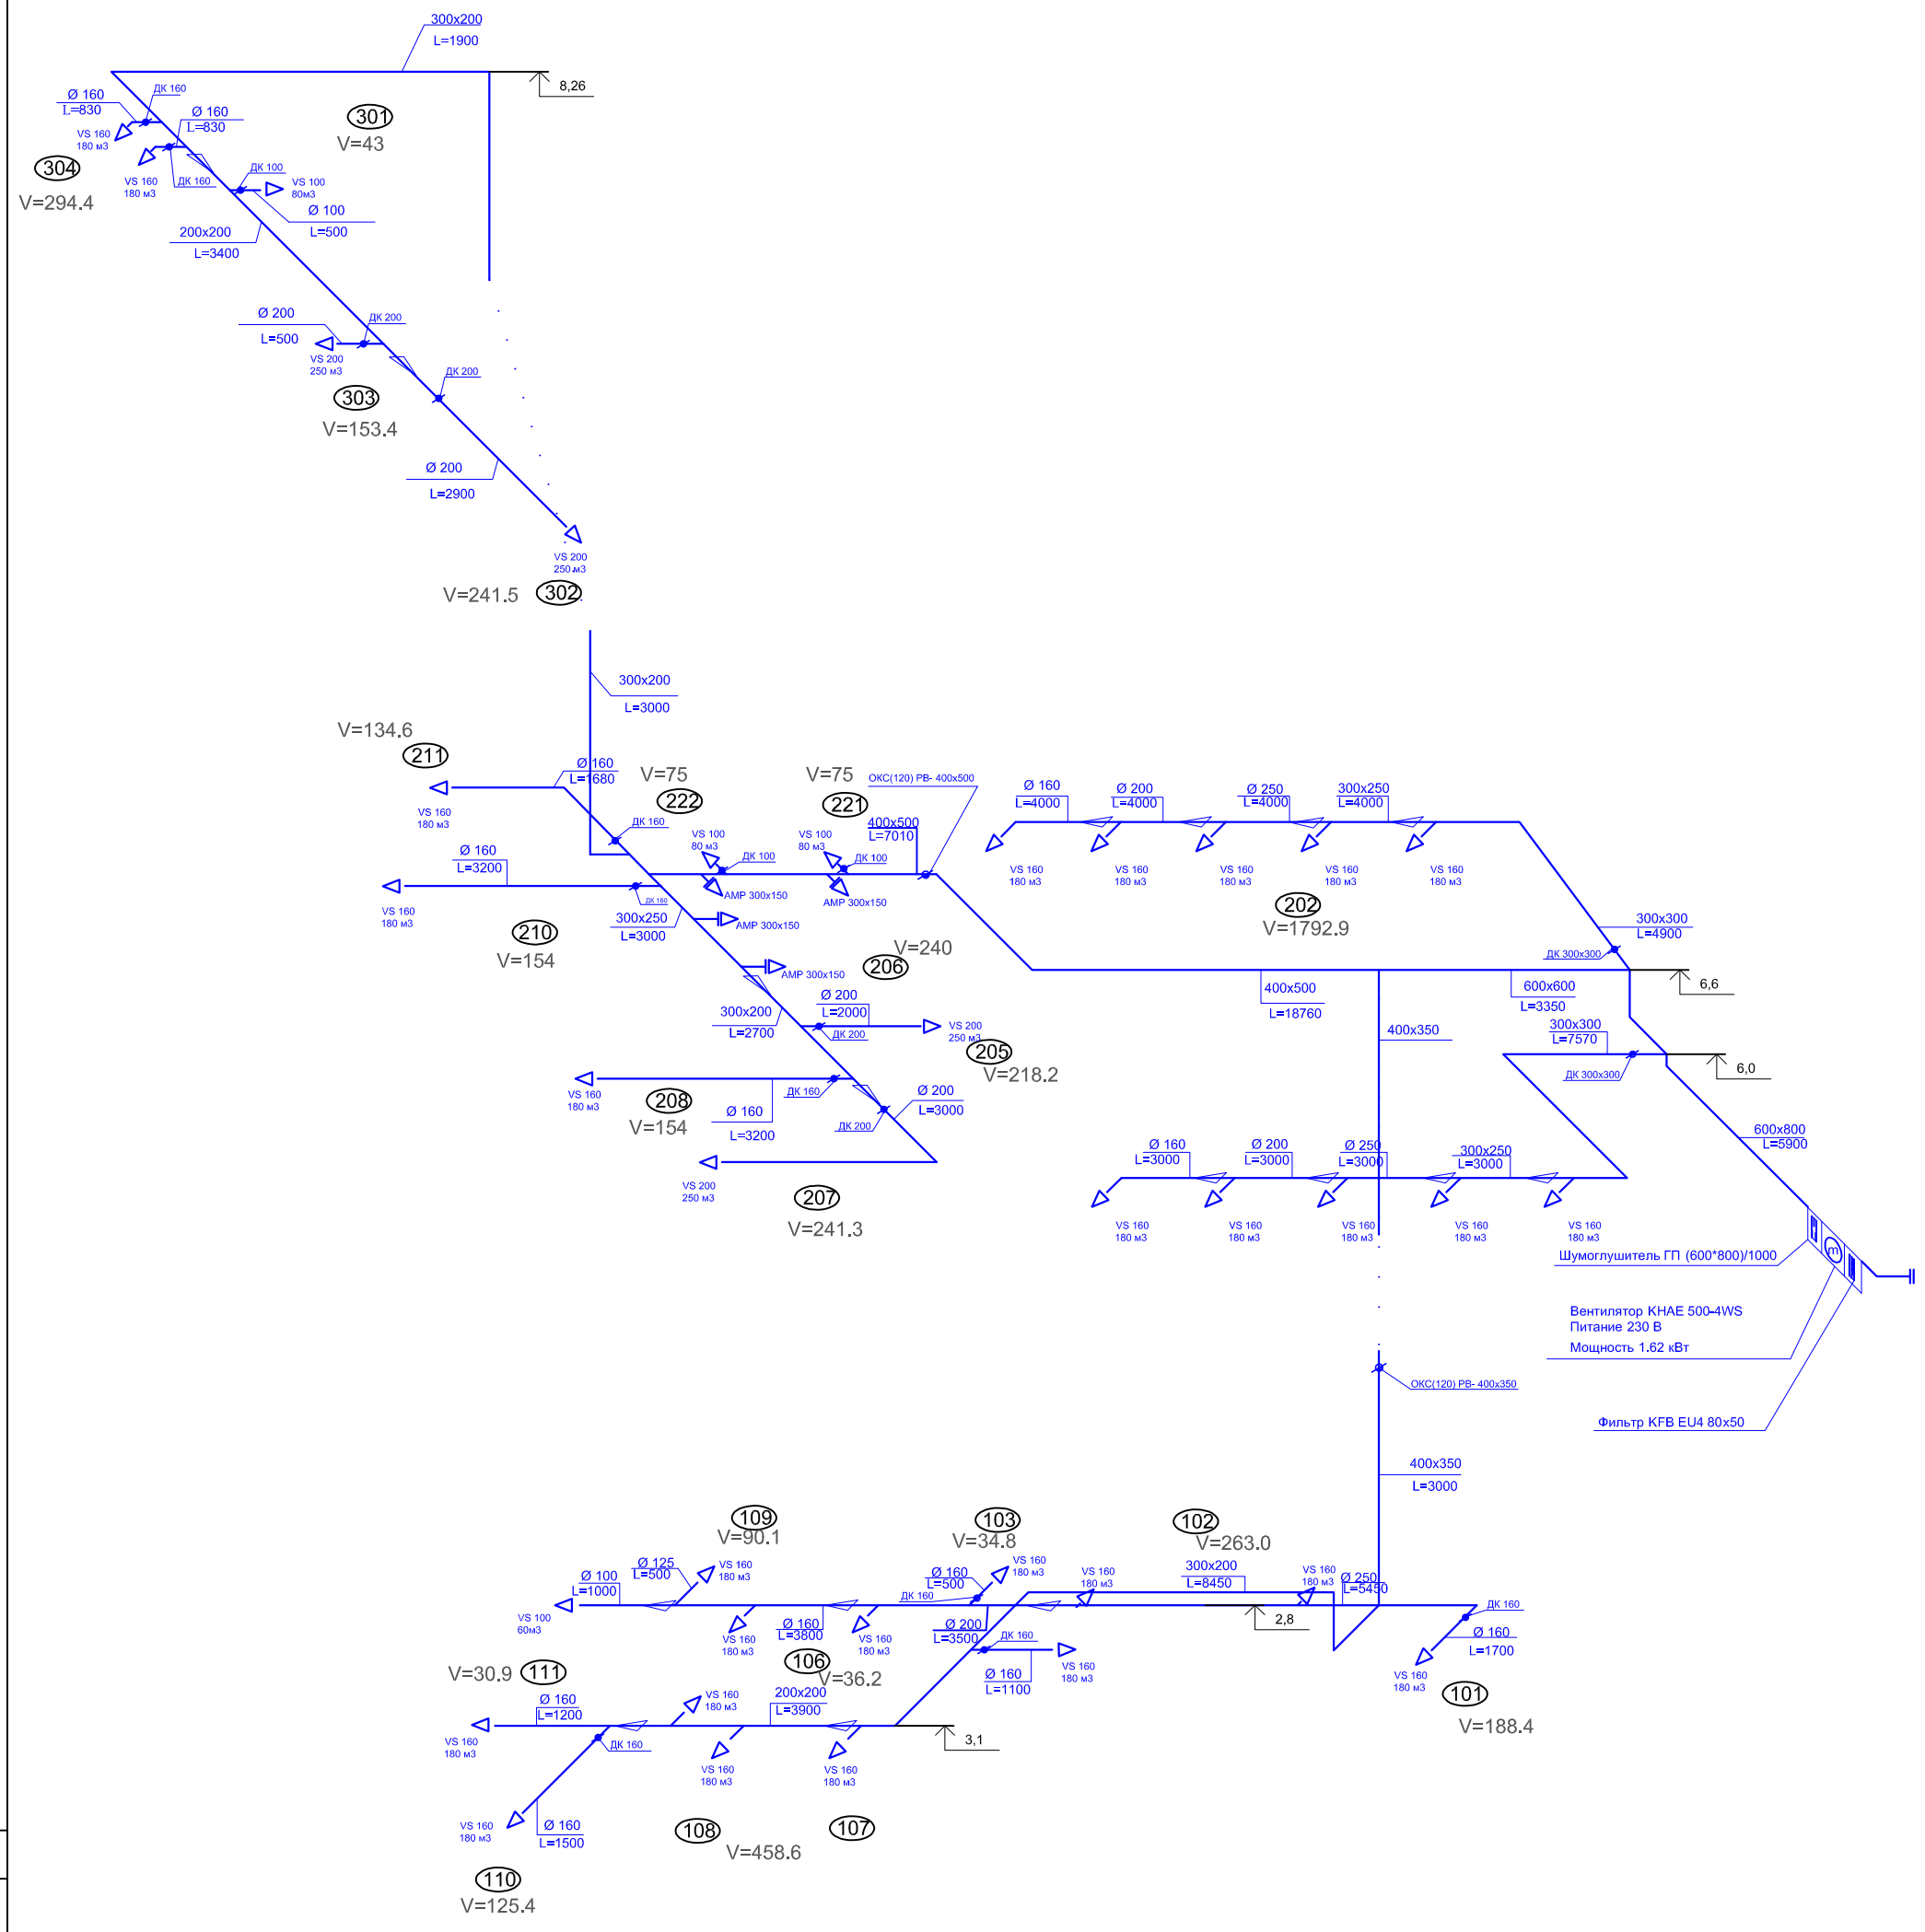 300x200
L=1900
8,26
Ø 160
L=830
ДК 160
Ø 160
L=830
VS 160
180 м3
301
V=43
304
V=294.4
VS 160
180 м3
ДК 160
ДК 100
VS 100
80м3
Ø 100
L=500
200x200
L=3400
Ø 200
L=500
ДК 200
VS 200
250 м3
ДК 200
303
V=153.4
Ø 200
L=2900
VS 200
250 м3
V=241.5
302
300x200
L=3000
V=134.6
211
Ø 160
L=1680
V=75
222
V=75
221
ОКС(120) РВ- 400x500
VS 160
180 м3
ДК 160
VS 100
80 м3
ДК 100
VS 100
80 м3
ДК 100
400x500
L=7010
Ø 160
L=4000
Ø 200
L=4000
Ø 250
L=4000
300x250
L=4000
VS 160
180 м3
VS 160
180 м3
VS 160
180 м3
VS 160
180 м3
VS 160
180 м3
Ø 160
L=3200
VS 160
180 м3
ДК 160
АМР 300x150
АМР 300x150
210
V=154
300x250
L=3000
АМР 300x150
V=240
206
202
V=1792.9
300x300
L=4900
ДК 300x300
АМР 300x150
6,6
400x500
L=18760
600x600
L=3350
300x200
L=2700
Ø 200
L=2000
ДК 200
VS 200
250 м3
205
V=218.2
400x350
300x300
L=7570
ДК 300x300
6,0
VS 160
180 м3
208
V=154
Ø 160
L=3200
ДК 160
Ø 200
L=3000
ДК 200
VS 200
250 м3
207
V=241.3
Ø 160
L=3000
Ø 200
L=3000
Ø 250
L=3000
300x250
L=3000
600x800
L=5900
VS 160
180 м3
VS 160
180 м3
VS 160
180 м3
VS 160
180 м3
VS 160
180 м3
m
Шумоглушитель ГП (600*800)/1000
Вентилятор KHAE 500-4WS
Питание 230 В
Мощность 1.62 кВт
ОКС(120) РВ- 400x350
Фильтр KFB EU4 80x50
400x350
L=3000
109
V=90.1
103
V=34.8
102
V=263.0
Ø 100
L=1000
Ø 125
L=500
VS 160
180 м3
Ø 160
L=500
ДК 160
VS 160
180 м3
VS 160
180 м3
300x200
L=8450
VS 160
180 м3
Ø 250
L=5450
VS 100
60м3
VS 160
180 м3
Ø 160
L=3800
VS 160
180 м3
Ø 200
L=3500
2,8
ДК 160
Ø 160
L=1700
VS 160
180 м3
101
V=188.4
ДК 160
Ø 160
L=1100
VS 160
180 м3
V=30.9
111
106
V=36.2
Ø 160
L=1200
VS 160
180 м3
200x200
L=3900
3,1
VS 160
180 м3
ДК 160
VS 160
180 м3
VS 160
180 м3
VS 160
180 м3
Ø 160
L=1500
108
107
V=458.6
110
V=125.4